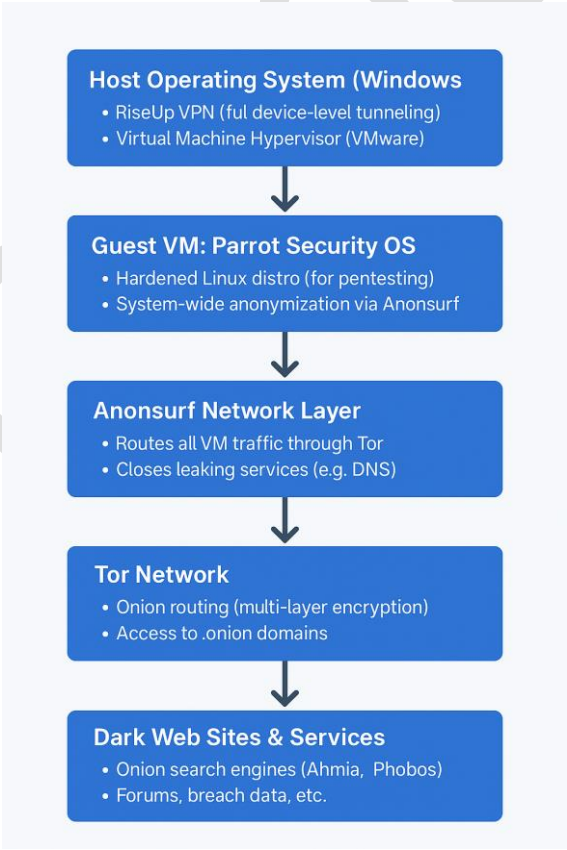 Host Operating System (Windows
• RiseUp VPN (ful device-level tunneling)
• Virtual Machine Hypervisor (VMware)
Guest VM: Parrot Security OS
• Hardened Linux distro (for pentesting)
• System-wide anonymization via Anonsurf
Anonsurf Network Layer
• Routes all VM traffic through Tor
• Closes leaking services (e.g. DNS)
Tor Network
• Onion routing (multi-layer encryption)
• Access to .onion domains
Dark Web Sites & Services
• Onion search engines (Ahmia, Phobos)
• Forums, breach data, etc.